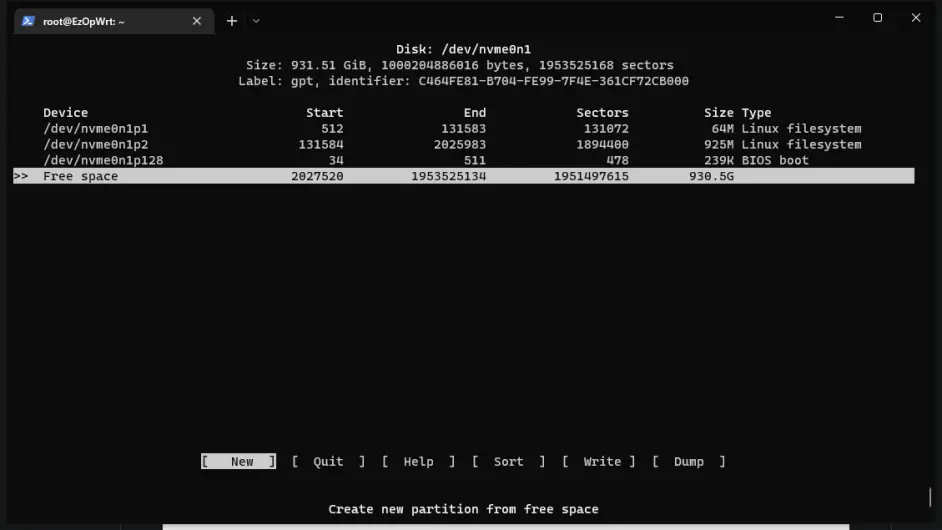 root@EzOpWrt: ~
Disk: /dev/nvme0n1
Size: 931.51 GiB, 1000204886016 bytes, 1953525168 sectors
Label: gpt, identifier: C464FE81-B704-FE99-7F4E-361CF72CB000
Device Start End Sectors Size Type
/dev/nvme0n1p1 512 131583 131072 64M Linux filesystem
/dev/nvme0n1p2 131584 2025983 1894400 925M Linux filesystem
/dev/nvme0n1p128 34 511 478 239K BIOS boot
>> Free space 2027520 1953525134 1951497615 930.5G
[ New ] [ Quit ] [ Help ] [ Sort ] [ Write ] [ Dump ]
Create new partition from free space